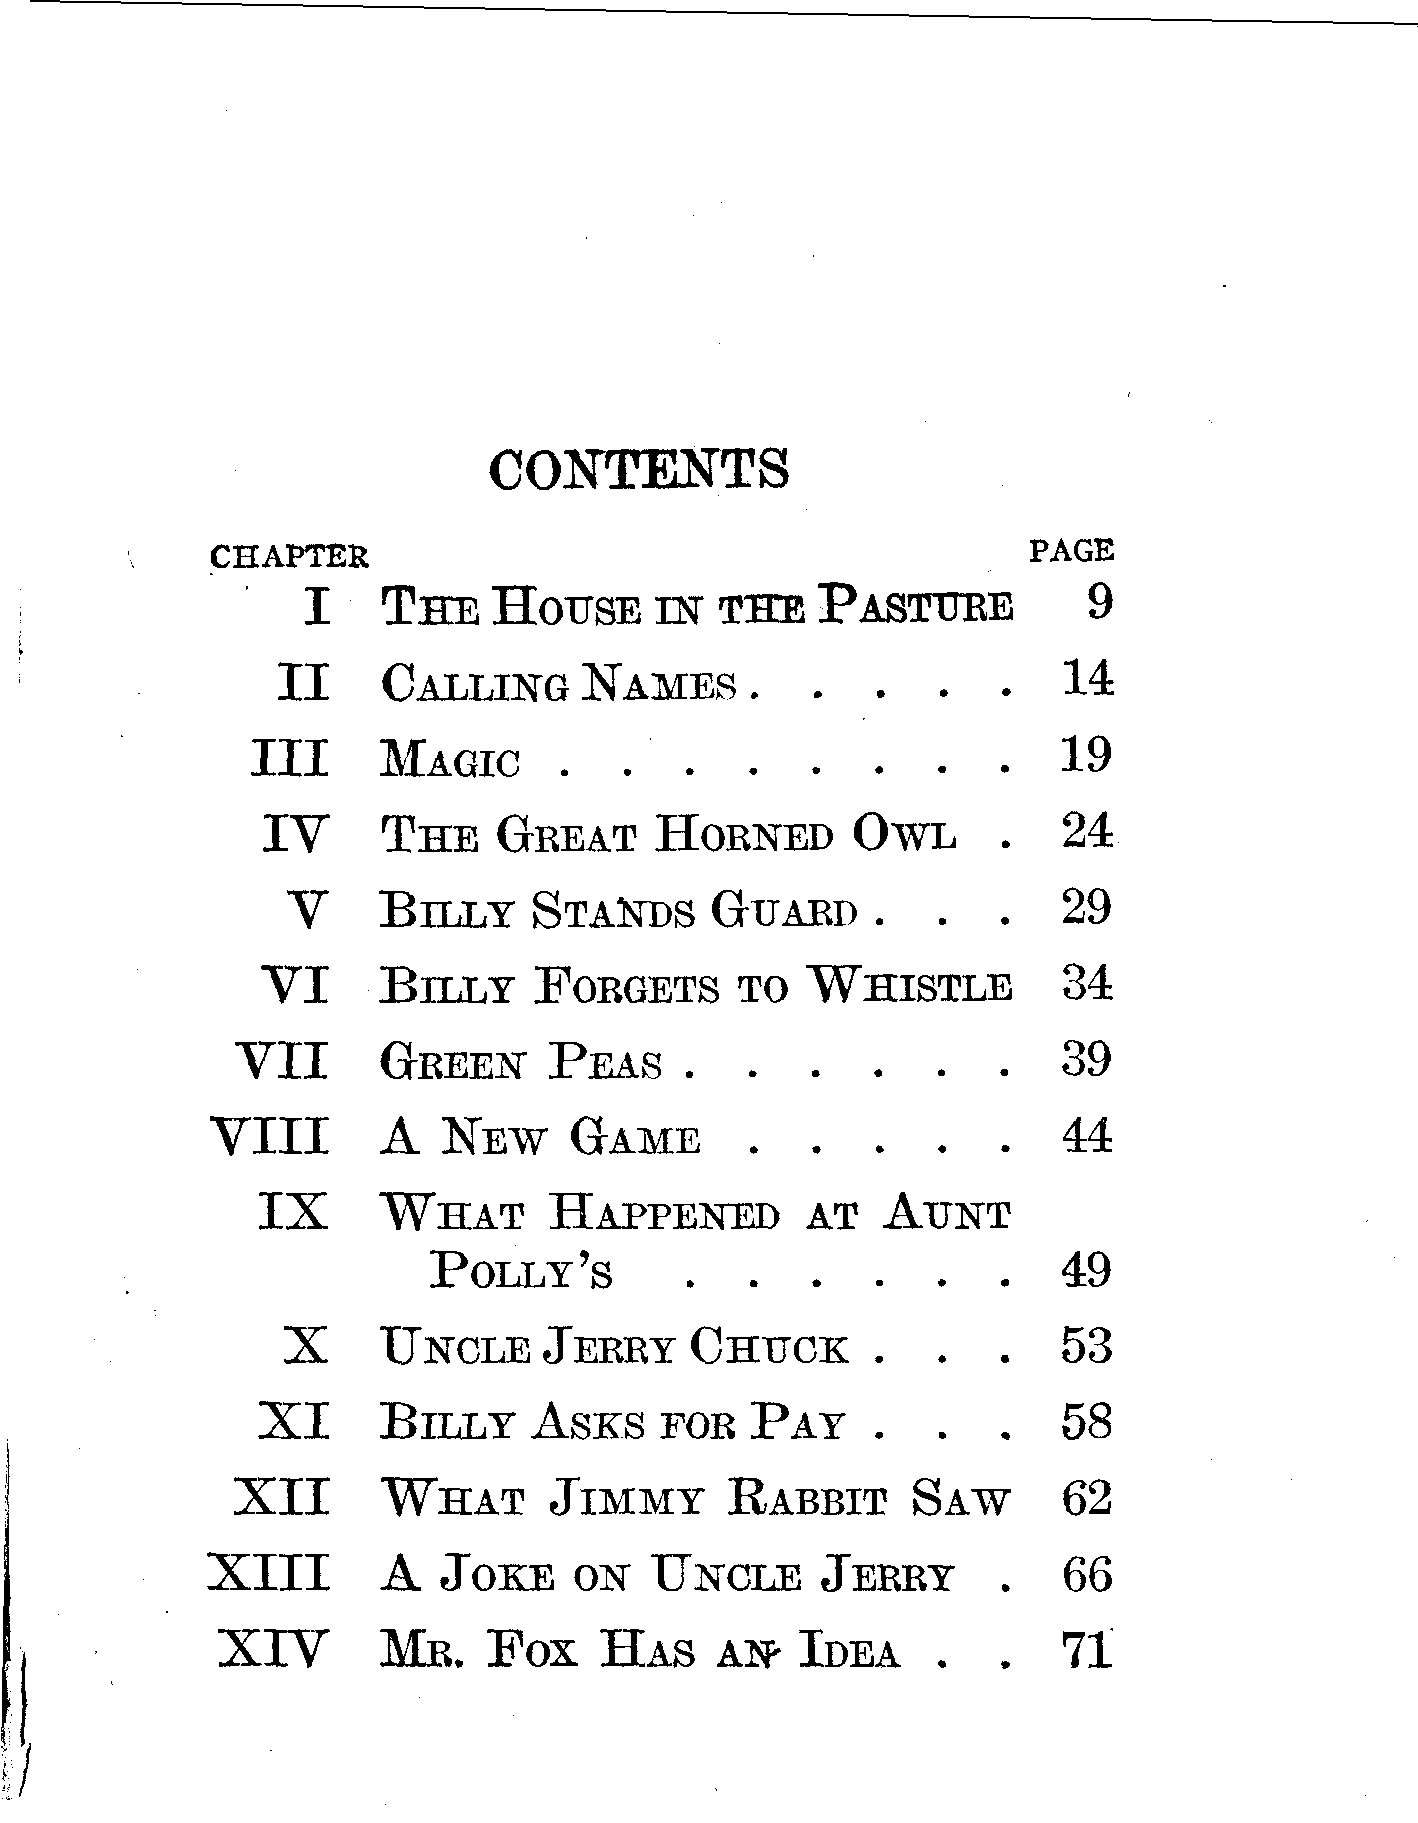 CONTENTS
CHAPTER PAGE
I THE HOUSE IN THE PASTURE 9
II CALLING NAMES . . . . . 14
III MAGIC . . . . . . . . 19
IV THE GREAT HORNED OWL . 24
V BILLY STANDS GUARD . . . 29
VI BILLY FORGETS TO WHISTLE 34
VII GREEN PEAS . . . . . . 39
VIII A NEW GAME . . . . . 44
IX WHAT HAPPENED AT AUNT
POLLY'S . . . . . . 49
X UNCLE JERRY CHUCK . . . 53
XI BILLY ASKS FOR PAY . . . 58
XII WHAT JIMMY RABBIT SAW 62
XIII A JOKE ON UNCLE JERRY . 66
XIV MR. FOX HAS AN IDEA . . 71